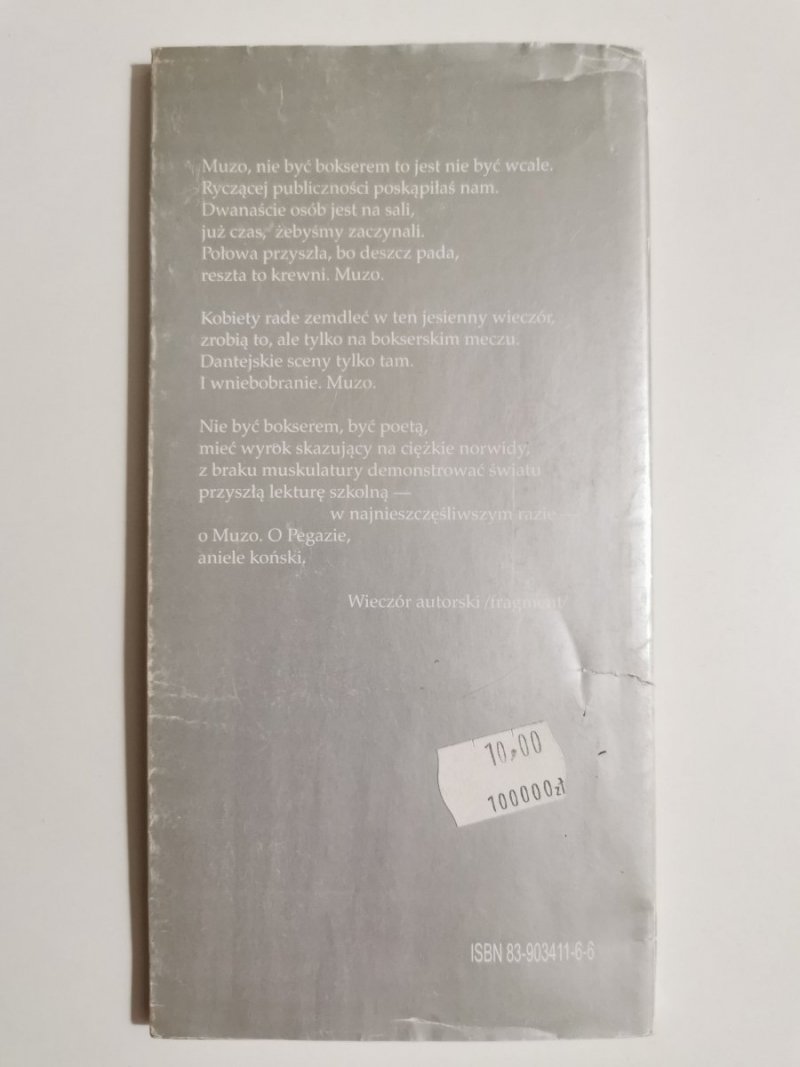 Muzo, nie być bokserem to jest nie być wcale.
Ryczącej publiczności poskąpiłaś nam.
Dwanaście osób jest na sali,
już czas, żebyśmy zaczynali.
Połowa przyszła, bo deszcz pada,
reszta to krewni. Muzo.
Kobiety rade zemdleć w ten jesienny wieczór,
zrobią to, ale tylko na bokserskim meczu.
Dantejskie sceny tylko tam.
I wniebobranie. Muzo.
Nie być bokserem, być poetą,
mieć wyrok skazujący na ciężkie norwidy,
z braku muskulatury demonstrować światu
przyszłą lekturę szkolną —
w najnieszczęśliwszym razie —
o Muzo. O Pegazie,
aniele koński.
Wieczór autorski /fragment/
10,00
100000zł
ISBN 83-903411-6-6